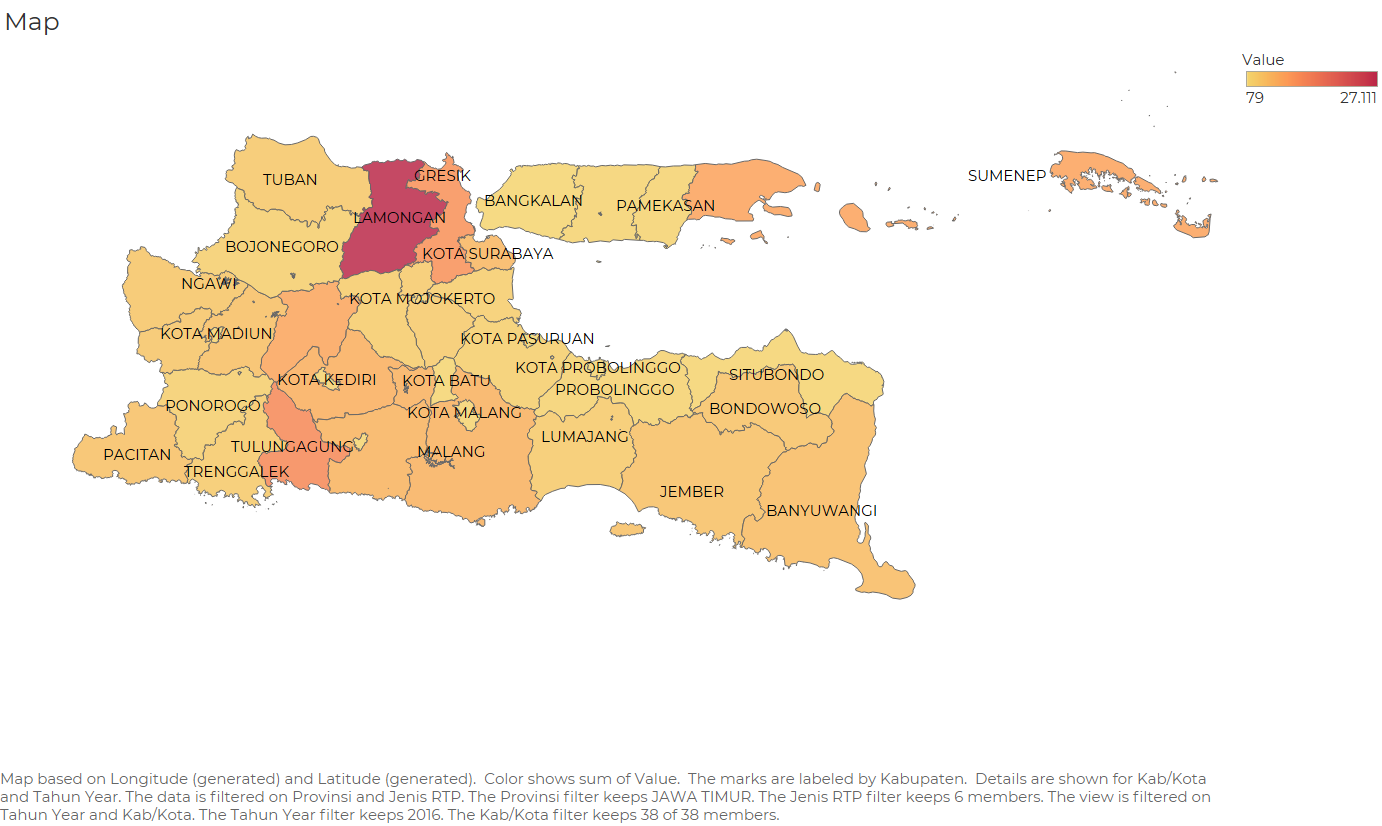 Map
Value
79 27.111
TUBAN
GRESIK
SUMENEP
BANGKALAN
PAMEKASAN
LAMONGAN
BOJONEGORO
KOTA SURABAYA
NGAWI
KOTA MOJOKERTO
KOTA MADIUN
KOTA PASURUAN
KOTA PROBOLINGGO
SITUBONDO
KOTA KEDIRI
KOTA BATU
PROBOLINGGO
PONOROGO
KOTA MALANG
BONDOWOSO
LUMAJANG
TULUNGAGUNG
MALANG
PACITAN
TRENGGALEK
JEMBER
BANYUWANGI
Map based on Longitude (generated) and Latitude (generated).  Color shows sum of Value.  The marks are labeled by Kabupaten.  Details are shown for Kab/Kota
and Tahun Year. The data is filtered on Provinsi and Jenis RTP. The Provinsi filter keeps JAWA TIMUR. The Jenis RTP filter keeps 6 members. The view is filtered on
Tahun Year and Kab/Kota. The Tahun Year filter keeps 2016. The Kab/Kota filter keeps 38 of 38 members.